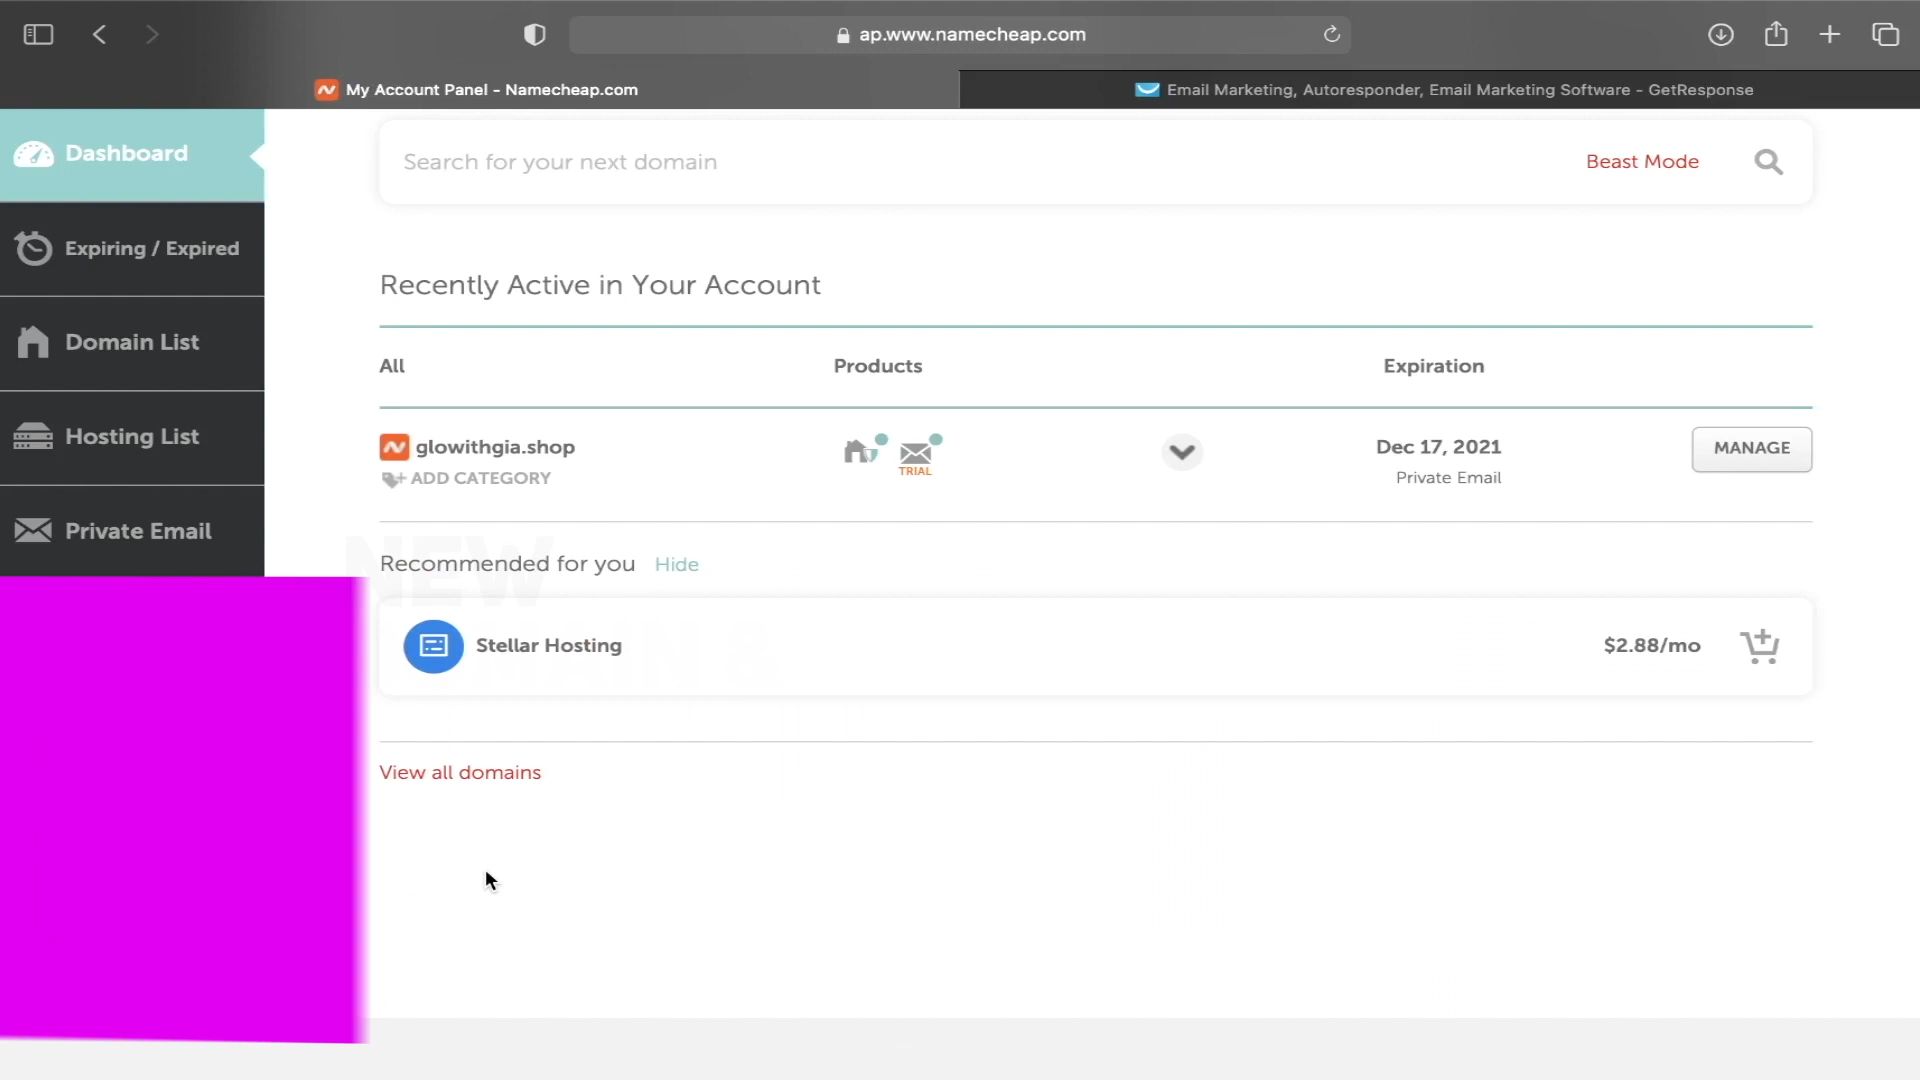 ap.www.namecheap.com
My Account Panel - Namecheap.com
Email Marketing, Autoresponder, Email Marketing Software - GetResponse
Dashboard
Search for your next domain
Beast Mode
Expiring / Expired
Recently Active in Your Account
Domain List
All Products Expiration
Hosting List
glowithgia.shop
Dec 17, 2021
MANAGE
TRIAL
ADD CATEGORY
Private Email
Private Email
NEW
Recommended for you Hide
Stellar Hosting
$2.88/mo
View all domains